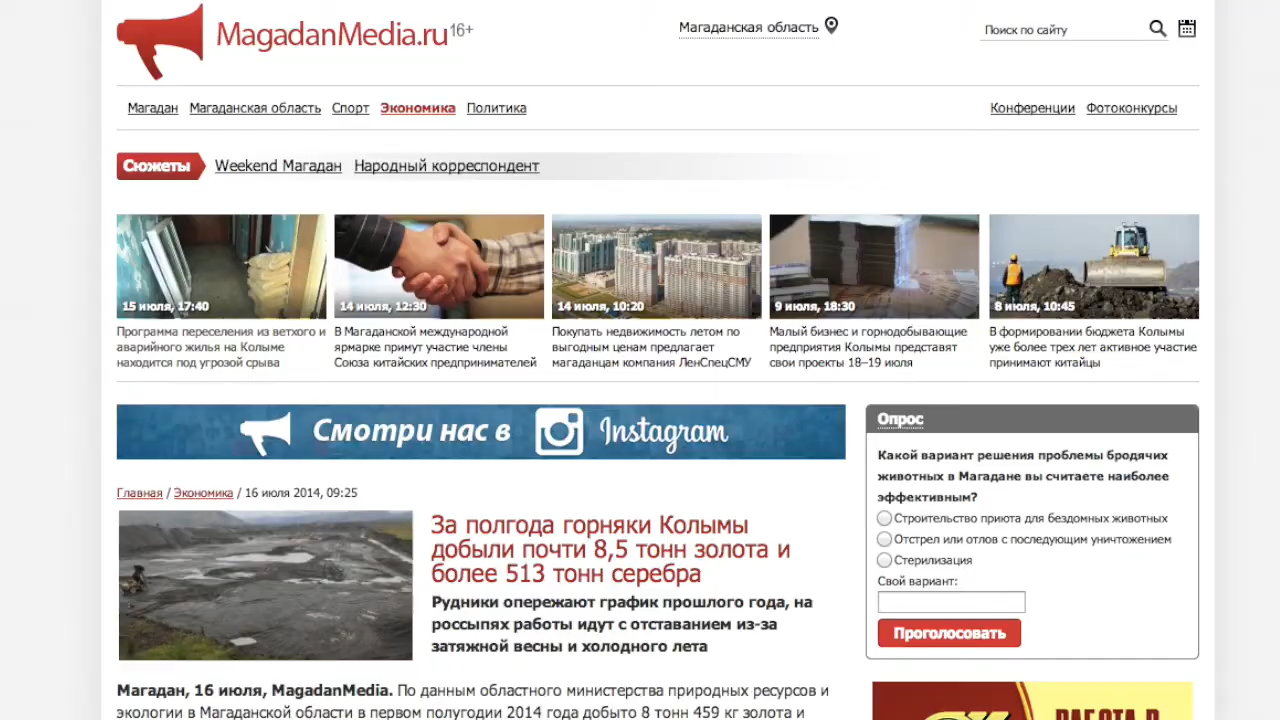 MagadanMedia.ru 16+
Магаданская область
Поиск по сайту
Магадан Магаданская область Спорт Экономика Политика
Конференции Фотоконкурсы
Сюжеты Weekend Магадан Народный корреспондент
15 июля, 17:40
Программа переселения из ветхого и
аварийного жилья на Колыме
находится под угрозой срыва
14 июля, 12:30
В Магаданской международной
ярмарке примут участие члены
Союза китайских предпринимателей
14 июля, 10:20
Покупать недвижимость летом по
выгодным ценам предлагает
магаданцам компания ЛенСпецСМУ
9 июля, 18:30
Малый бизнес и горнодобывающие
предприятия Колымы представят
свои проекты 18–19 июля
8 июля, 10:45
В формировании бюджета Колымы
уже более трех лет активное участие
принимают китайцы
Смотри нас в Instagram
Главная / Экономика / 16 июля 2014, 09:25
За полгода горняки Колымы
добыли почти 8,5 тонн золота и
более 513 тонн серебра
Рудники опережают график прошлого года, на
россыпях работы идут с отставанием из-за
затяжной весны и холодного лета
Магадан, 16 июля, MagadanMedia. По данным областного министерства природных ресурсов и
экологии в Магаданской области в первом полугодии 2014 года добыто 8 тонн 459 кг золота и
Опрос
Какой вариант решения проблемы бродячих
животных в Магадане вы считаете наиболее
эффективным?
Строительство приюта для бездомных животных
Отстрел или отлов с последующим уничтожением
Стерилизация
Свой вариант:
Проголосовать
РАБОТА В